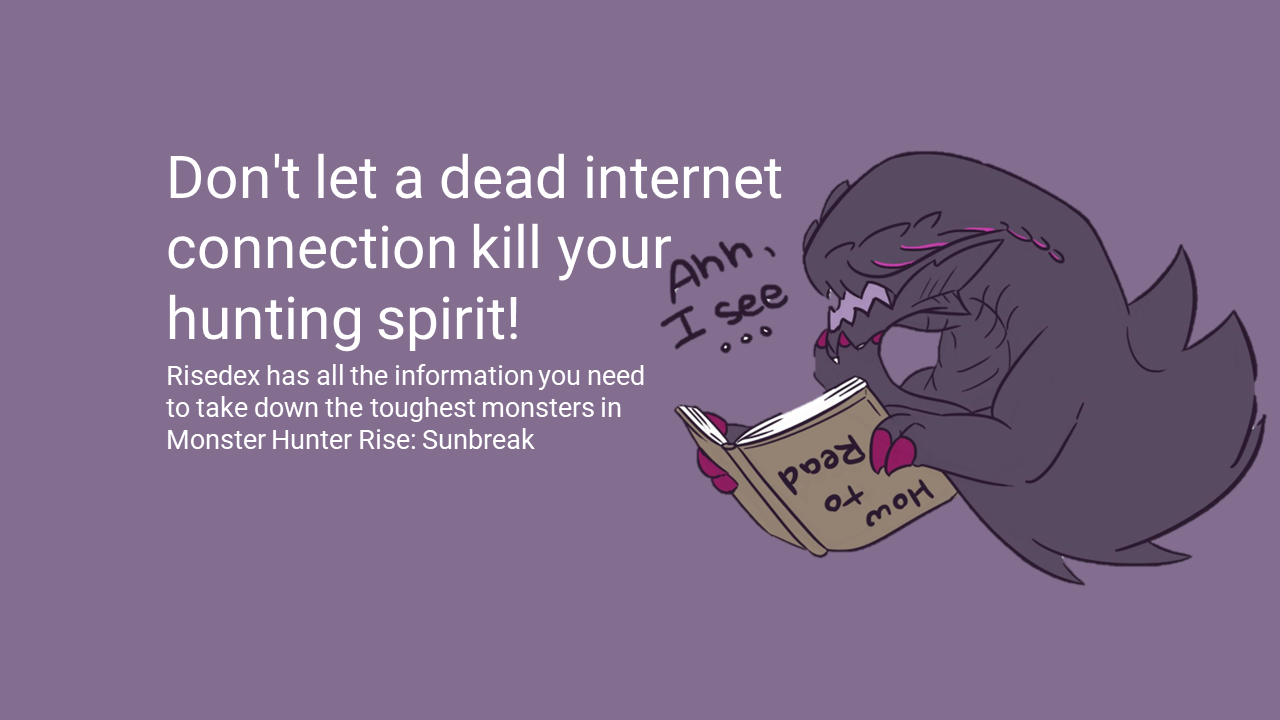 Don't let a dead internet
connection kill your
hunting spirit!
Risedex has all the information you need
to take down the toughest monsters in
Monster Hunter Rise: Sunbreak
Ahh,
I see
...
How
to
Read